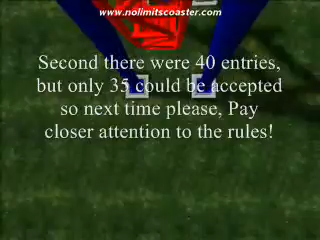 www.nolimitscoaster.com
Second there were 40 entries,
but only 35 could be accepted
so next time please, Pay
closer attention to the rules!